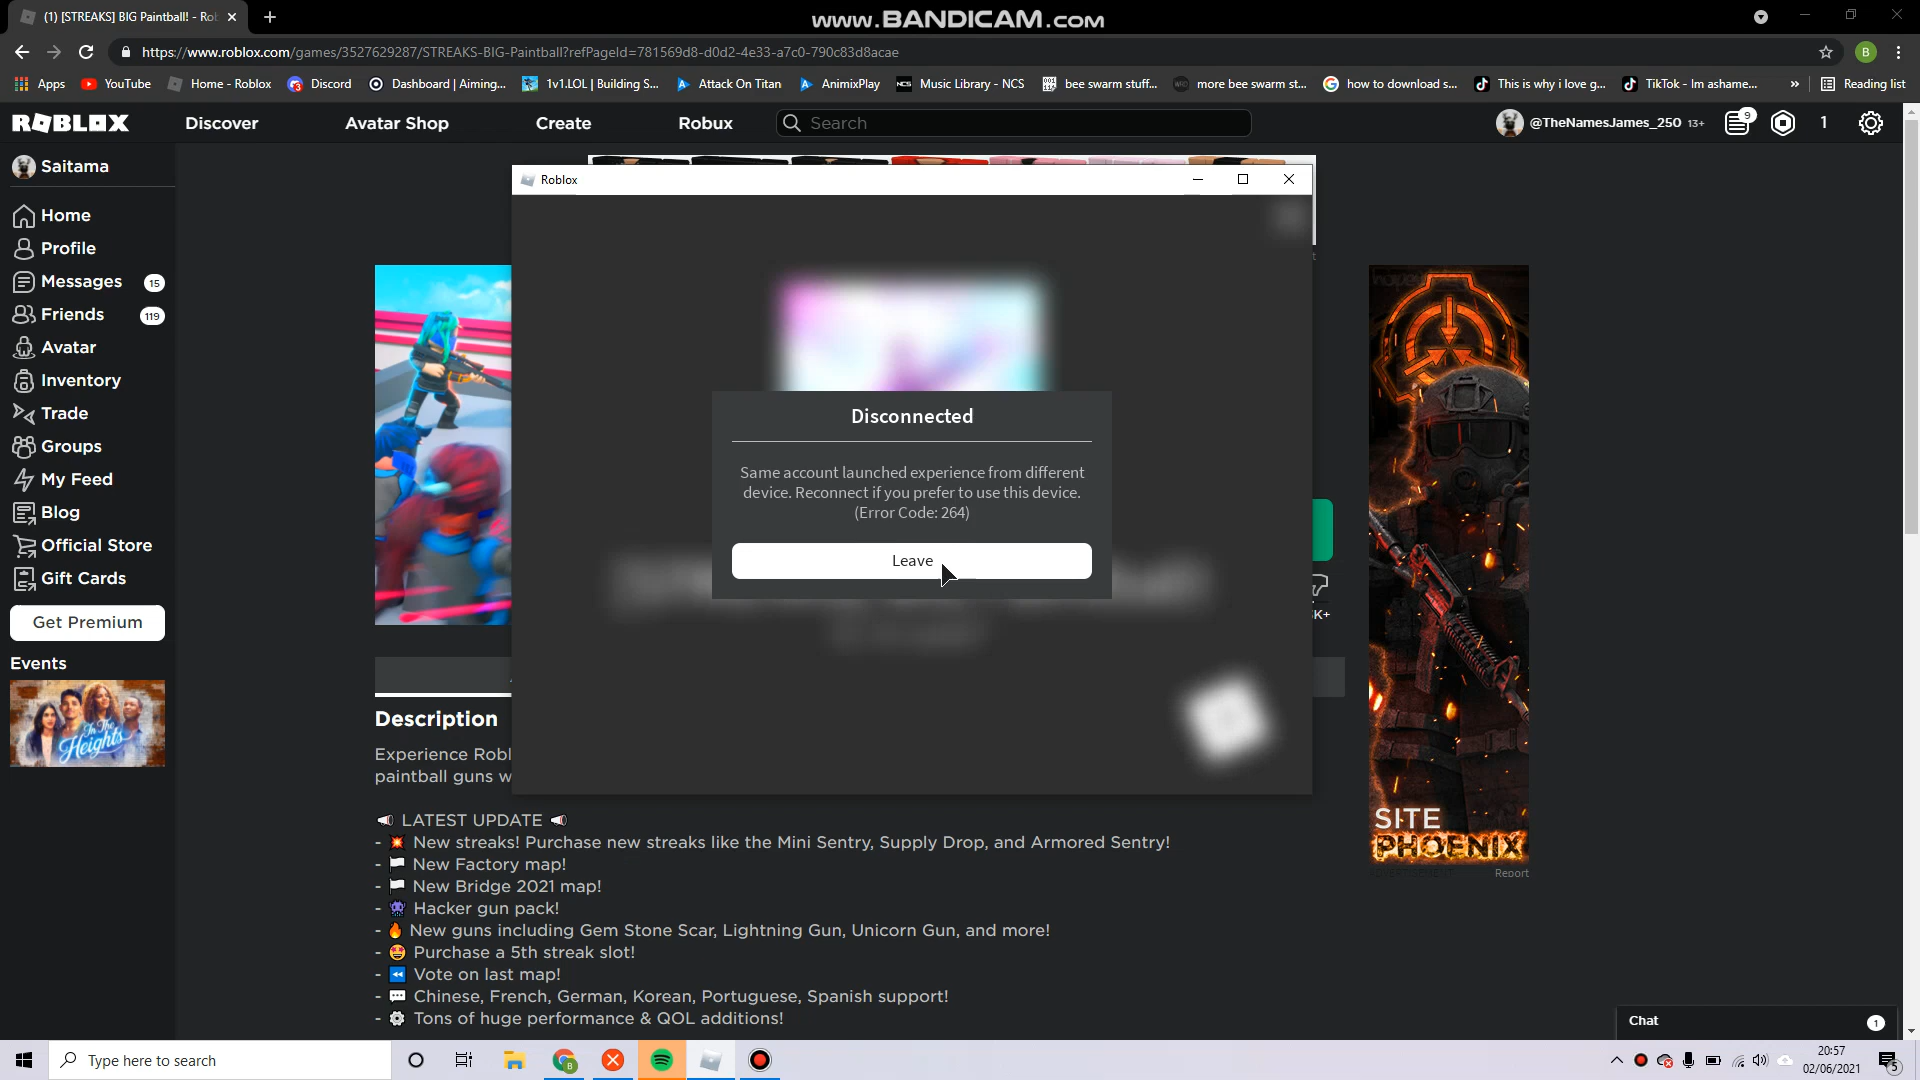 www.BANDICAM.com
(1) [STREAKS] BIG Paintball! - Ro
https://www.roblox.com/games/3527629287/STREAKS-BIG-Paintball?refPageId=781569d8-d0d2-4e33-a7c0-790c83d8acae
B
Apps YouTube Home - Roblox Discord Dashboard | Aiming... 1v1.LOL | Building S... Attack On Titan AnimixPlay Music Library - NCS bee swarm stuff... more bee swarm st... how to download s... This is why i love g... TikTok - Im ashame... » Reading list
ROBLOX Discover Avatar Shop Create Robux Search @TheNamesJames_250 13+ 9 1
Saitama
Home
Profile
Messages 15
Friends 119
Avatar
Inventory
Trade
Groups
My Feed
Blog
Official Store
Gift Cards
Get Premium
Events
In The Heights
Roblox
Disconnected
Same account launched experience from different
device. Reconnect if you prefer to use this device.
(Error Code: 264)
Leave
K+
Description
Experience Robl
paintball guns w
LATEST UPDATE
- New streaks! Purchase new streaks like the Mini Sentry, Supply Drop, and Armored Sentry!
- New Factory map!
- New Bridge 2021 map!
- Hacker gun pack!
- New guns including Gem Stone Scar, Lightning Gun, Unicorn Gun, and more!
- Purchase a 5th streak slot!
- Vote on last map!
- Chinese, French, German, Korean, Portuguese, Spanish support!
- Tons of huge performance & QOL additions!
SITE
PHOENIX
ADVERTISEMENT Report
Chat 1
Type here to search
20:57
02/06/2021
5